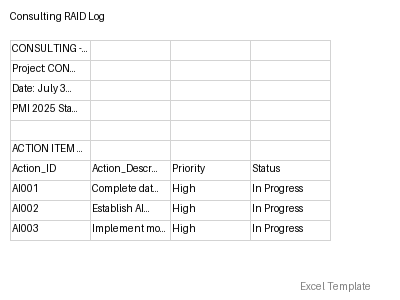 Consulting RAID Log
CONSULTING -...
Project: CON...
Date: July 3...
PMI 2025 Sta...
ACTION ITEM ...
Action_ID Action_Descr... Priority Status
AI001 Complete dat... High In Progress
AI002 Establish AI... High In Progress
AI003 Implement mo... High In Progress
Excel Template